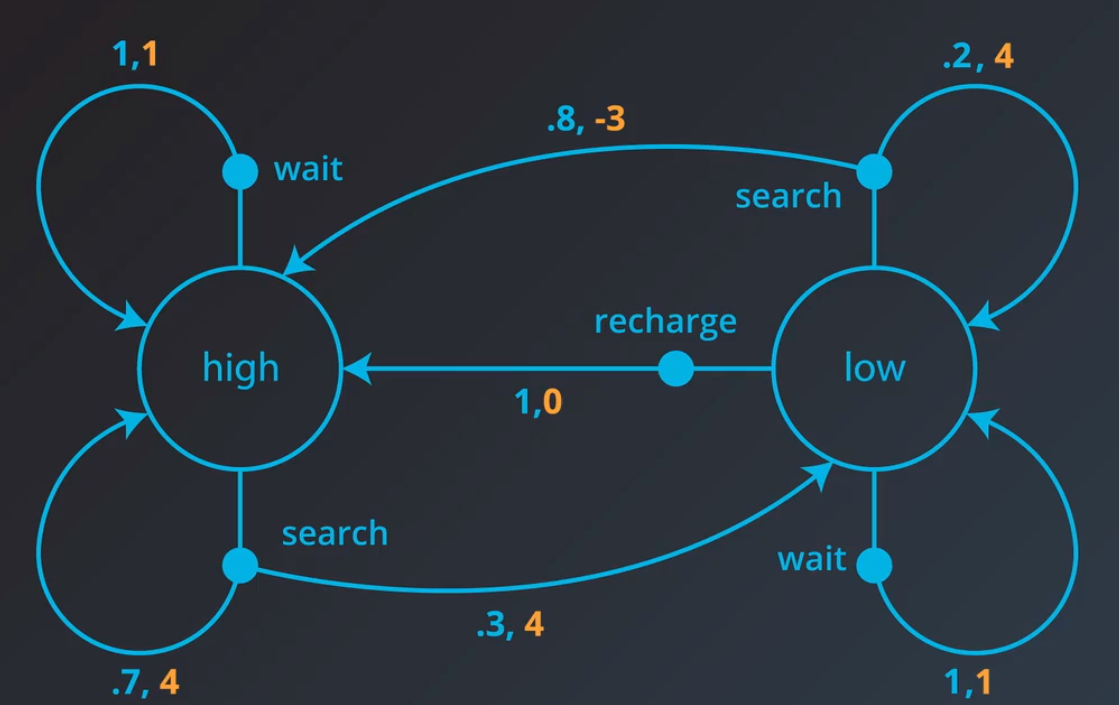 1,1
.2, 4
.8, -3
wait
search
recharge
high
low
1,0
search
wait
.3, 4
.7, 4
1,1